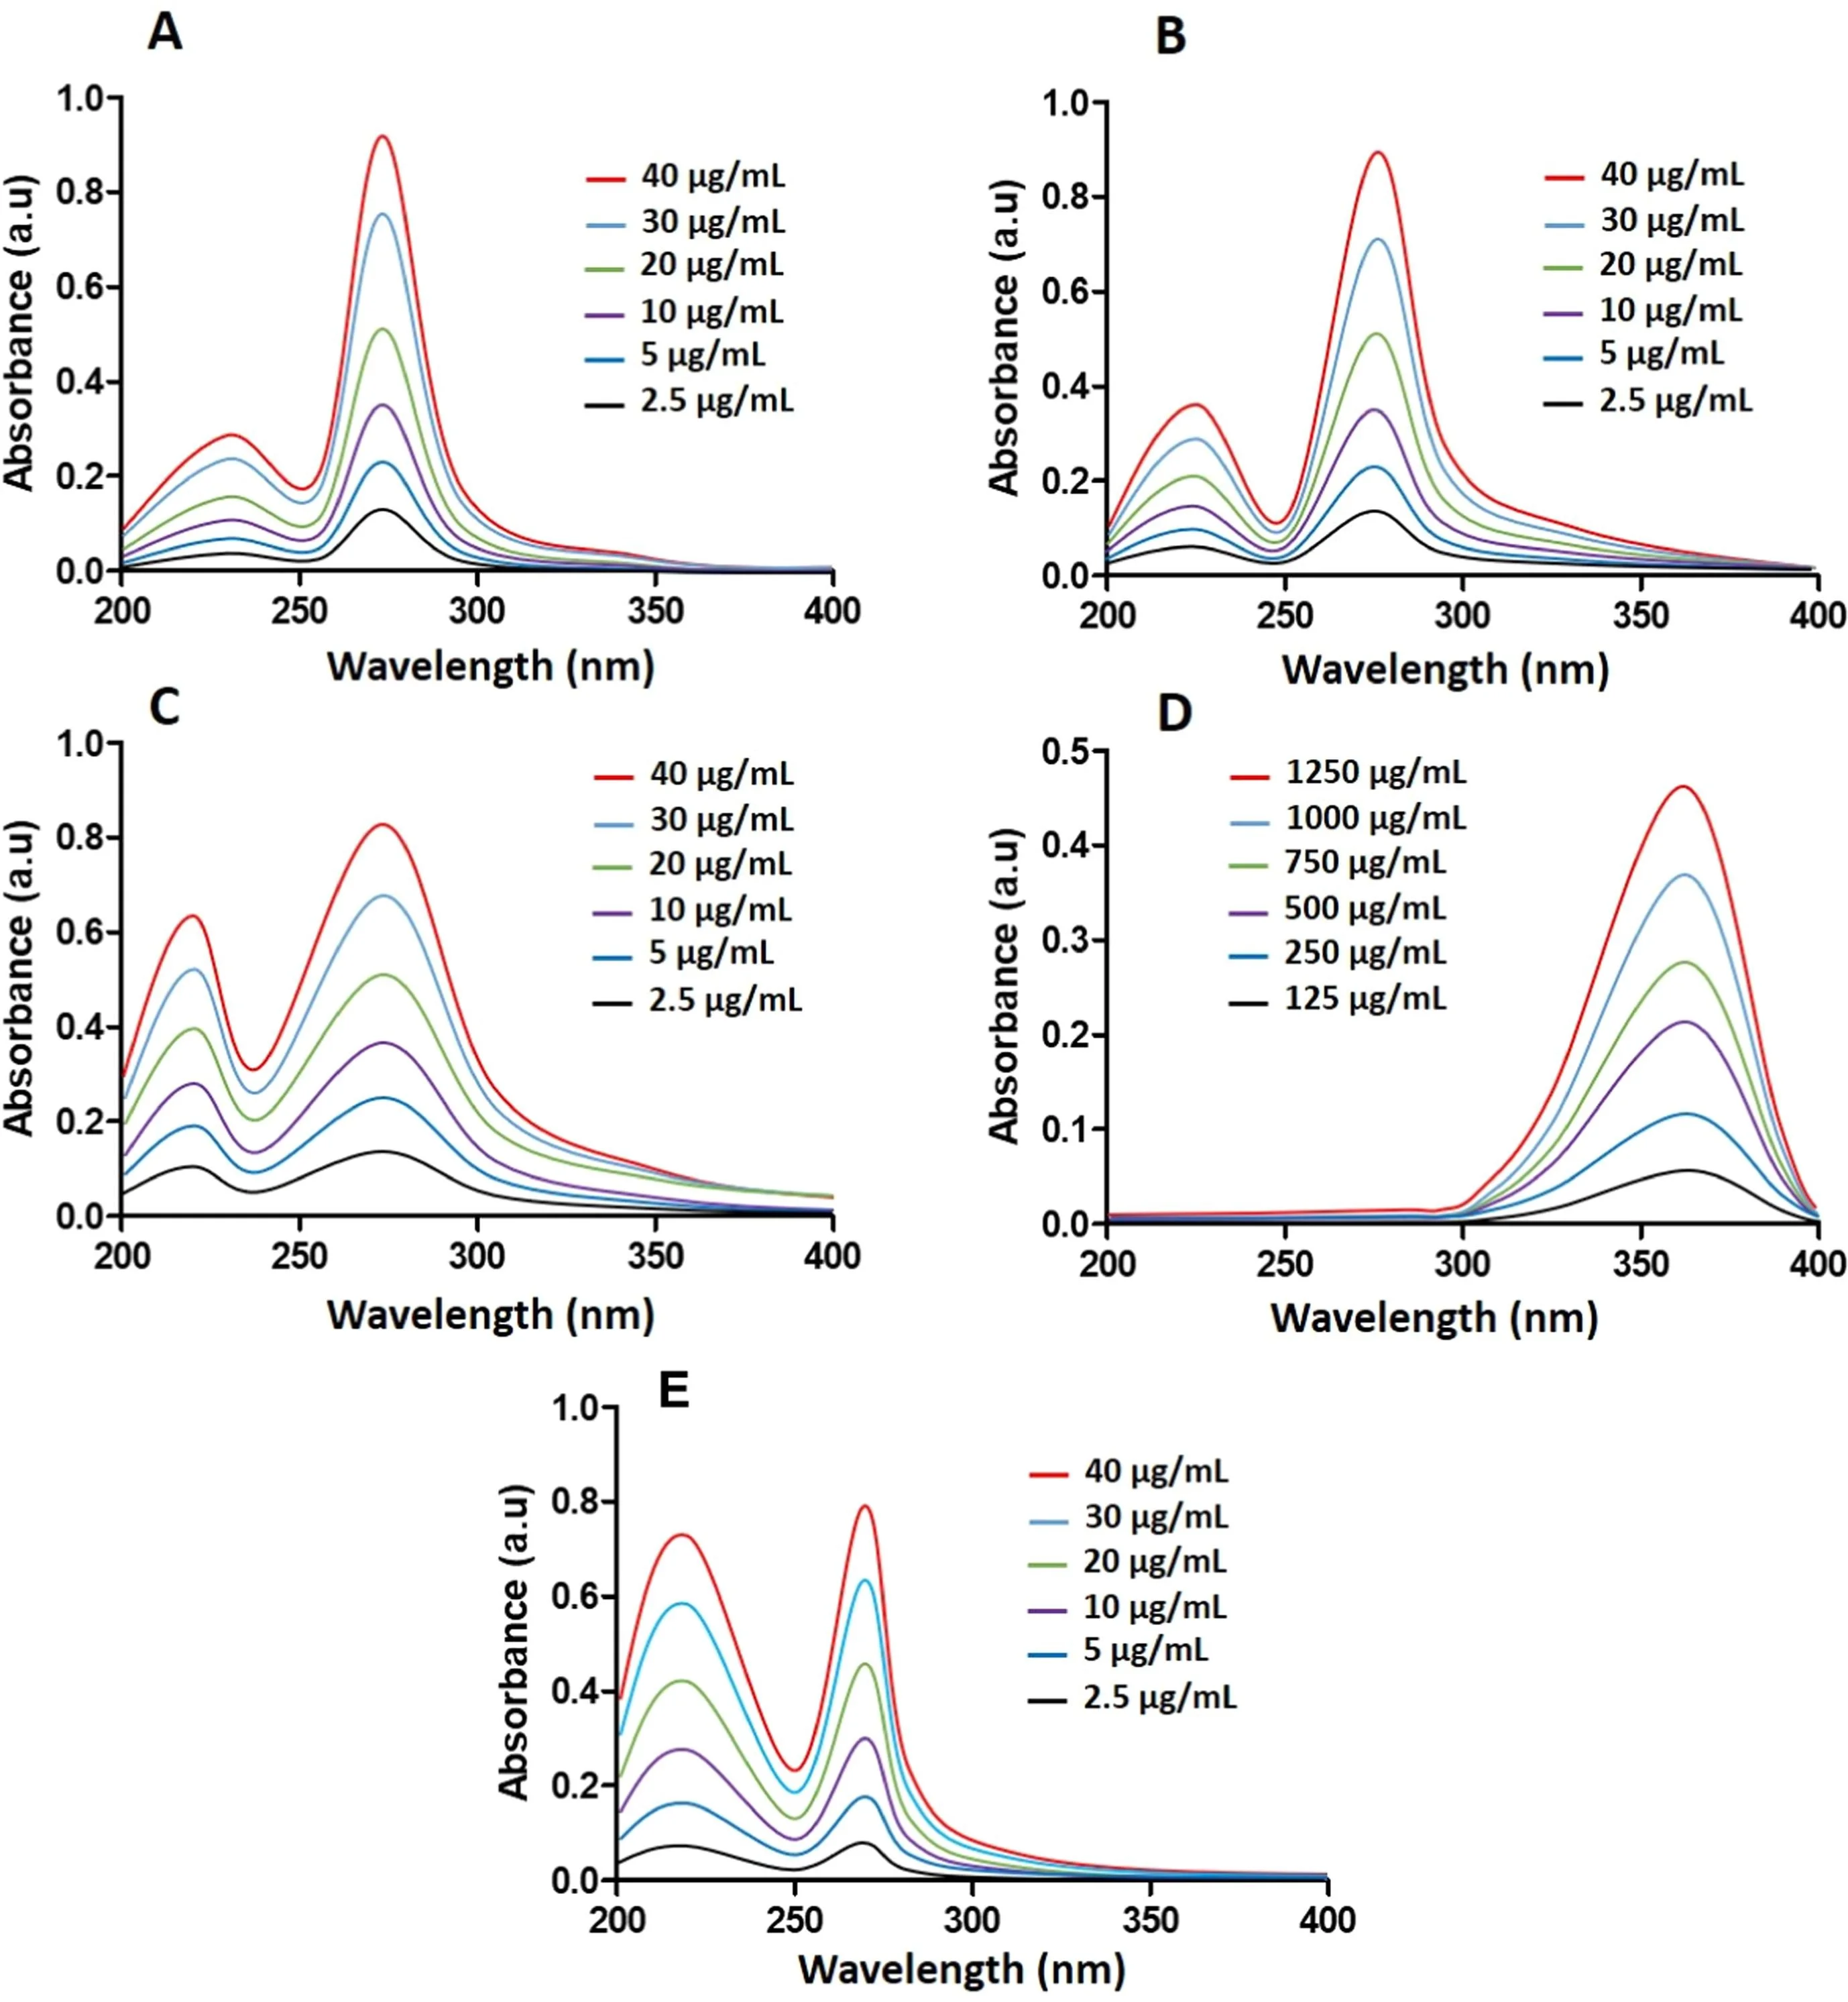 A
Absorbance (a.u)
1.0
0.8
0.6
0.4
0.2
0.0
40 µg/mL
30 µg/mL
20 µg/mL
10 µg/mL
5 µg/mL
2.5 µg/mL
200 250 300 350 400
Wavelength (nm)
B
Absorbance (a.u)
1.0
0.8
0.6
0.4
0.2
0.0
40 µg/mL
30 µg/mL
20 µg/mL
10 µg/mL
5 µg/mL
2.5 µg/mL
200 250 300 350 400
Wavelength (nm)
C
Absorbance (a.u)
1.0
0.8
0.6
0.4
0.2
0.0
40 µg/mL
30 µg/mL
20 µg/mL
10 µg/mL
5 µg/mL
2.5 µg/mL
200 250 300 350 400
Wavelength (nm)
D
Absorbance (a.u)
0.5
0.4
0.3
0.2
0.1
0.0
1250 µg/mL
1000 µg/mL
750 µg/mL
500 µg/mL
250 µg/mL
125 µg/mL
200 250 300 350 400
Wavelength (nm)
E
Absorbance (a.u)
1.0
0.8
0.6
0.4
0.2
0.0
40 µg/mL
30 µg/mL
20 µg/mL
10 µg/mL
5 µg/mL
2.5 µg/mL
200 250 300 350 400
Wavelength (nm)